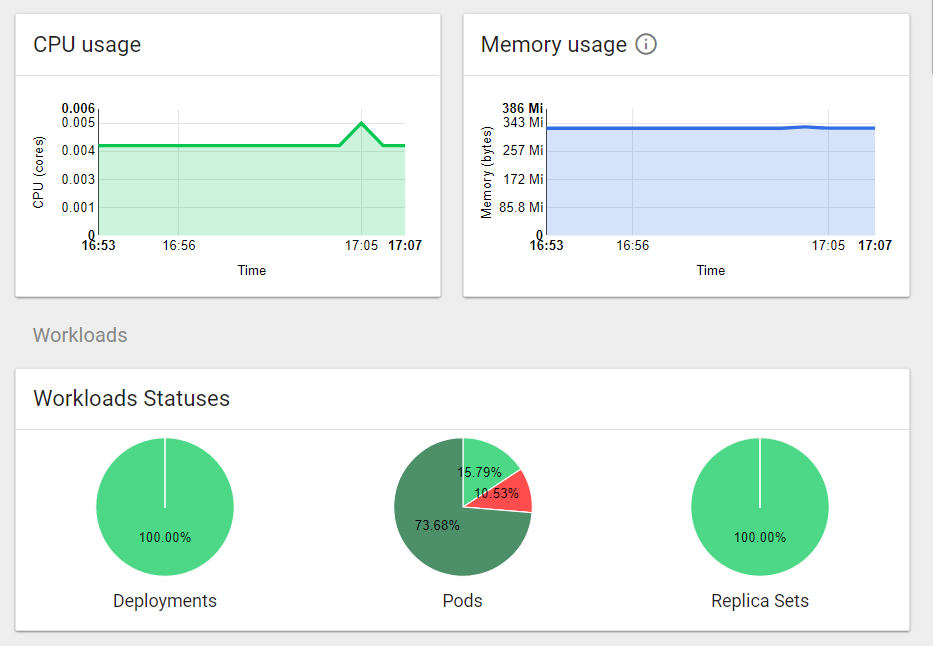 CPU usage
Memory usage
0.006
0.005
0.004
0.003
0.001
0
CPU (cores)
16:53
16:56
17:05
17:07
Time
386 Mi
343 Mi
257 Mi
172 Mi
85.8 Mi
0
Memory (bytes)
16:53
16:56
17:05
17:07
Time
Workloads
Workloads Statuses
100.00%
Deployments
15.79%
10.53%
73.68%
Pods
100.00%
Replica Sets